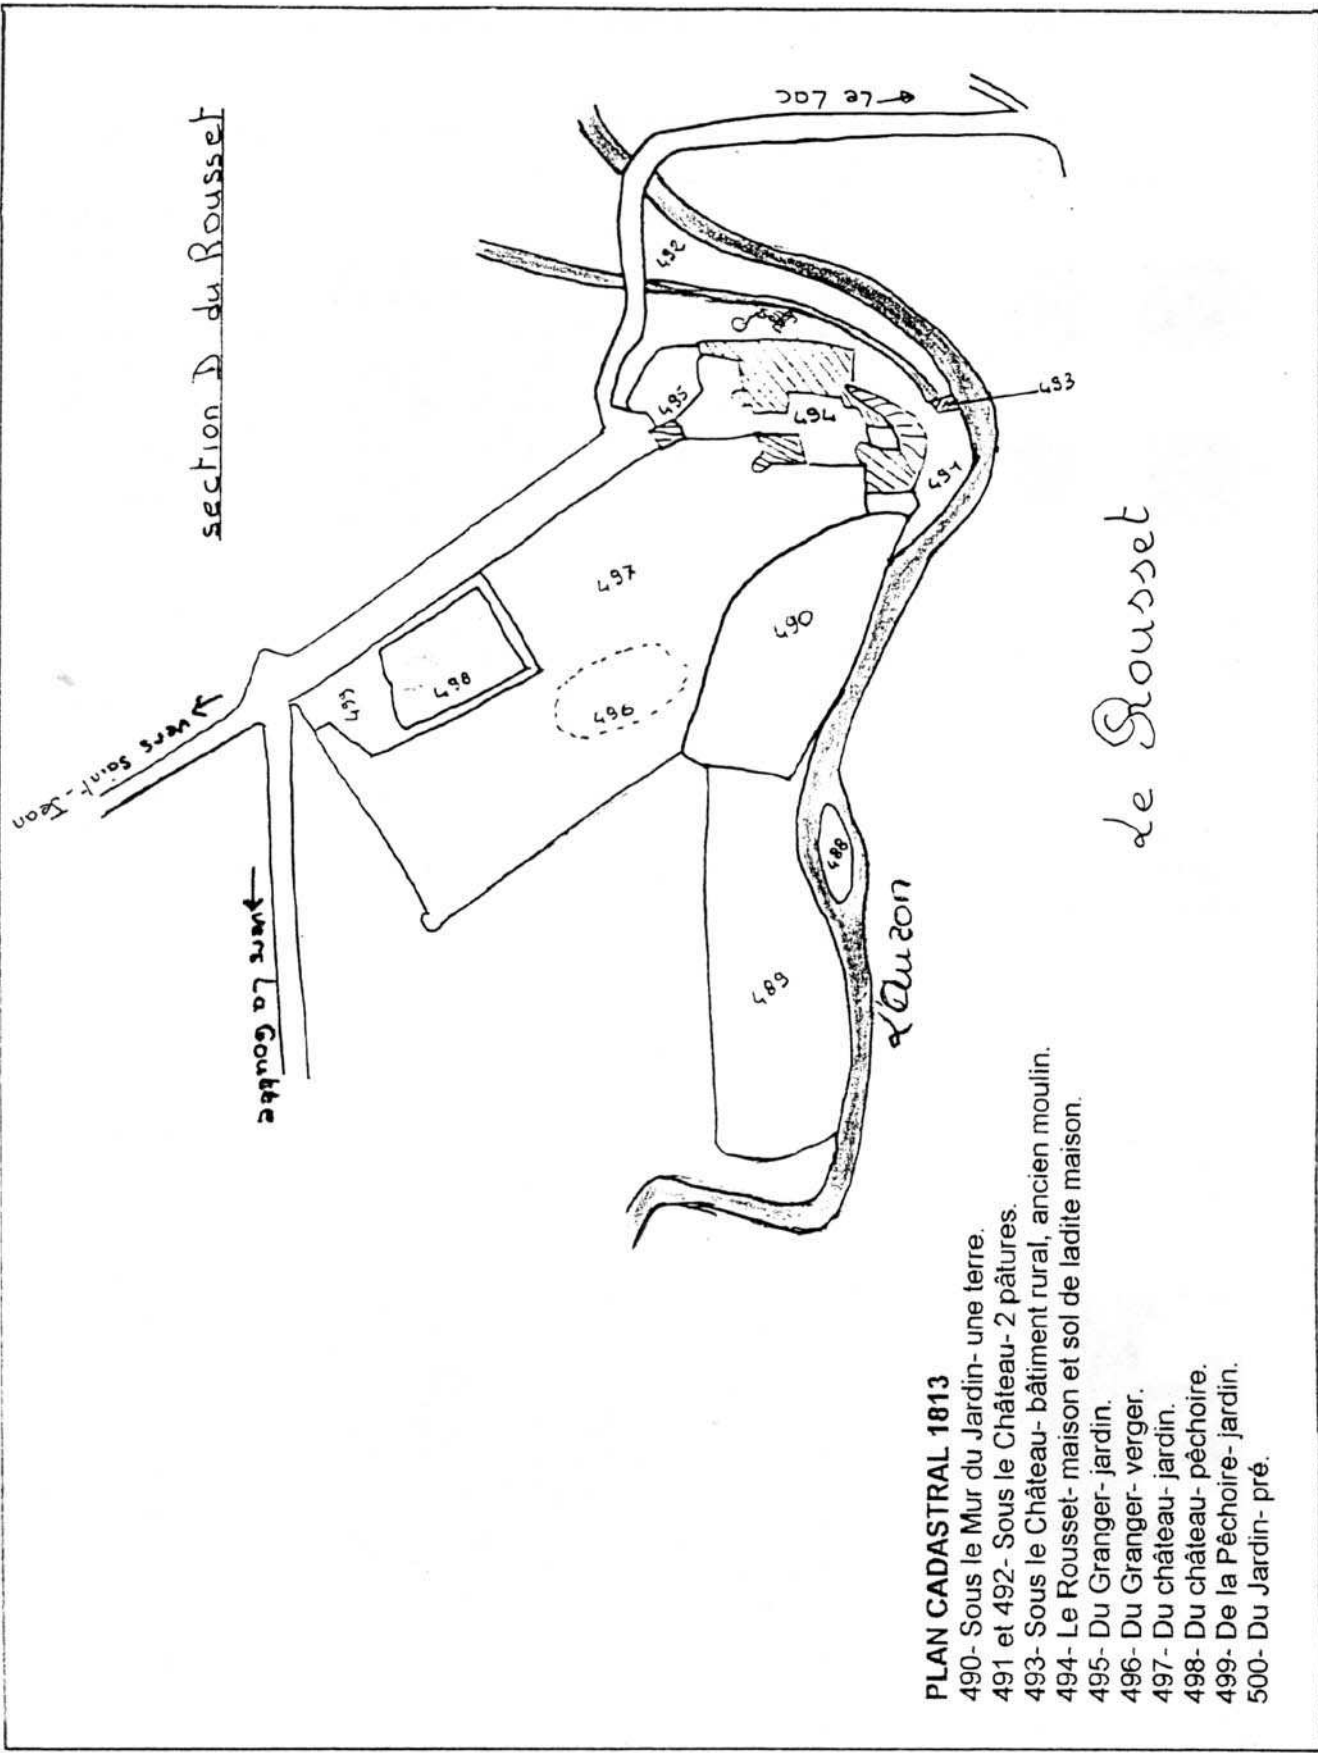 section D du Rousset
Le Lac
vers Saint-Jean
vers La Goutte
492
495
494
493
491
497
498
499
496
490
488
489
L'Auzon
Le Rousset
PLAN CADASTRAL 1813
490- Sous le Mur du Jardin- une terre.
491 et 492- Sous le Château- 2 pâtures.
493- Sous le Château- bâtiment rural, ancien moulin.
494- Le Rousset- maison et sol de ladite maison.
495- Du Granger- jardin.
496- Du Granger- verger.
497- Du château- jardin.
498- Du château- pêchoire.
499- De la Pêchoire- jardin.
500- Du Jardin- pré.